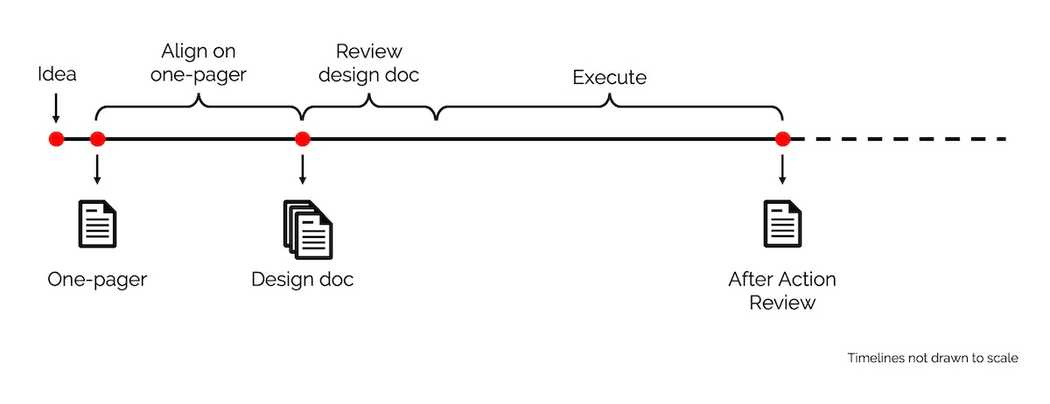 Idea
Align on
one-pager
Review
design doc
Execute
One-pager
Design doc
After Action
Review
Timelines not drawn to scale